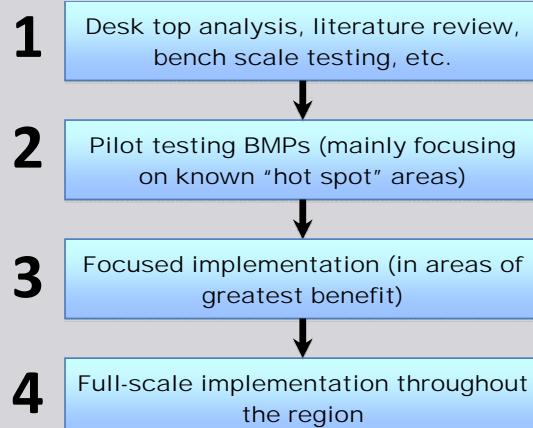 1
Desk top analysis, literature review,
bench scale testing, etc.
2
Pilot testing BMPs (mainly focusing
on known “hot spot” areas)
3
Focused implementation (in areas of
greatest benefit)
4
Full-scale implementation throughout
the region